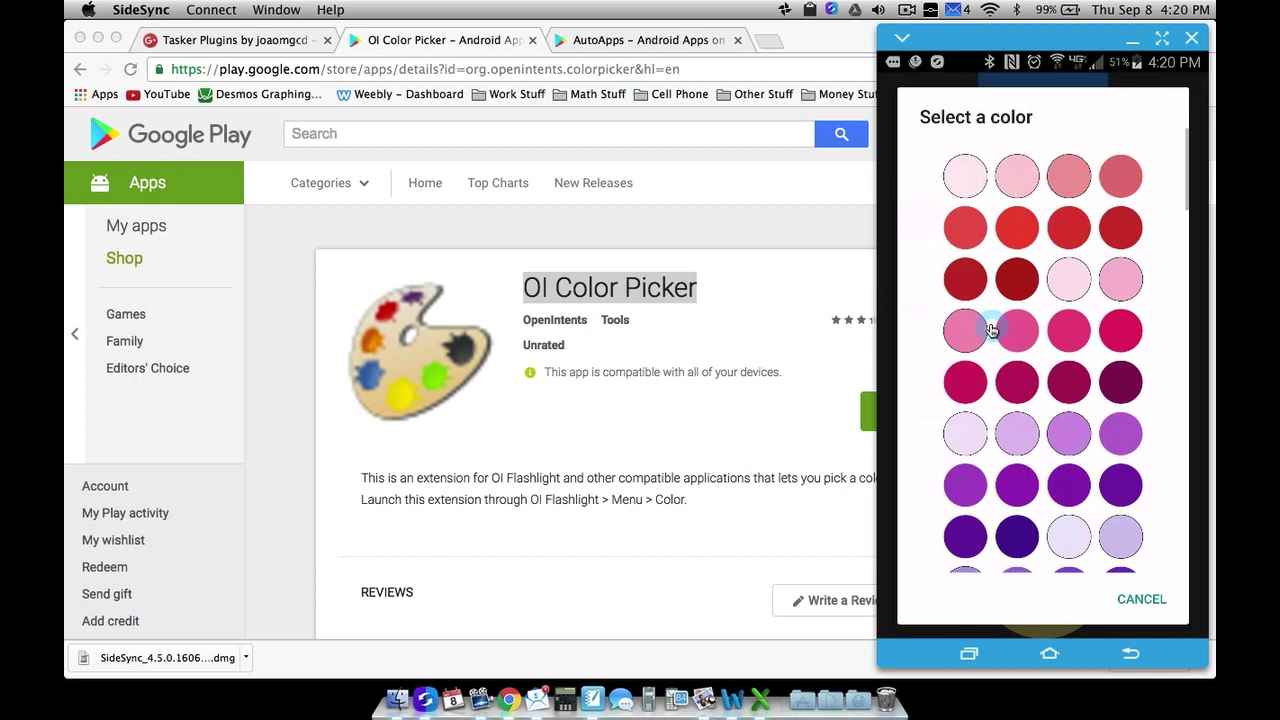 SideSync Connect Window Help
4 99% Thu Sep 8 4:20 PM
Tasker Plugins by joaomgcd
OI Color Picker – Android App
AutoApps – Android Apps on
https://play.google.com/store/apps/details?id=org.openintents.colorpicker&hl=en
Apps YouTube Desmos Graphing... Weebly - Dashboard Work Stuff Math Stuff Cell Phone Other Stuff Money Stu
Google Play
Search
Apps
Categories Home Top Charts New Releases
My apps
Shop
Games
Family
Editors' Choice
Account
My Play activity
My wishlist
Redeem
Send gift
Add credit
OI Color Picker
OpenIntents Tools
Unrated
This app is compatible with all of your devices.
This is an extension for OI Flashlight and other compatible applications that lets you pick a col
Launch this extension through OI Flashlight > Menu > Color.
REVIEWS
Write a Revi
4G 51% 4:20 PM
Select a color
CANCEL
SideSync_4.5.0.1606....dmg
8